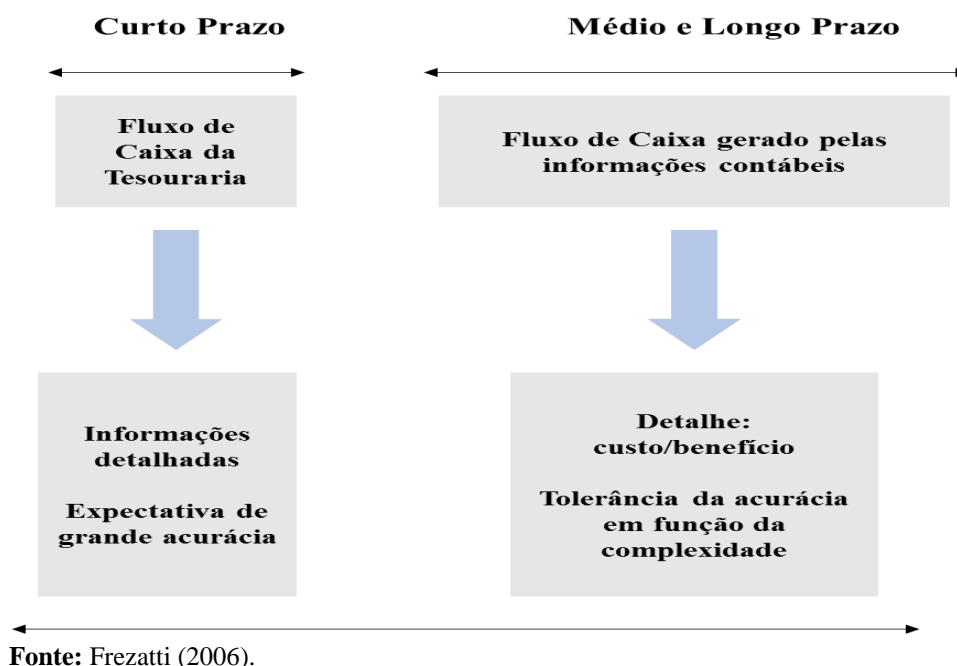 Curto Prazo
Médio e Longo Prazo
Fluxo de
Caixa da
Tesouraria
Fluxo de Caixa gerado pelas
informações contábeis
Informações
detalhadas
Expectativa de
grande acurácia
Detalhe:
custo/benefício
Tolerância da acurácia
em função da
complexidade
Fonte: Frezatti (2006).